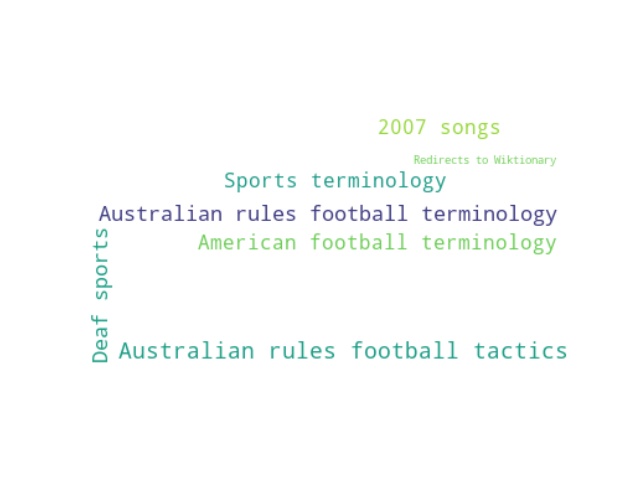 2007 songs
Redirects to Wiktionary
Sports terminology
Australian rules football terminology
American football terminology
Deaf sports
Australian rules football tactics